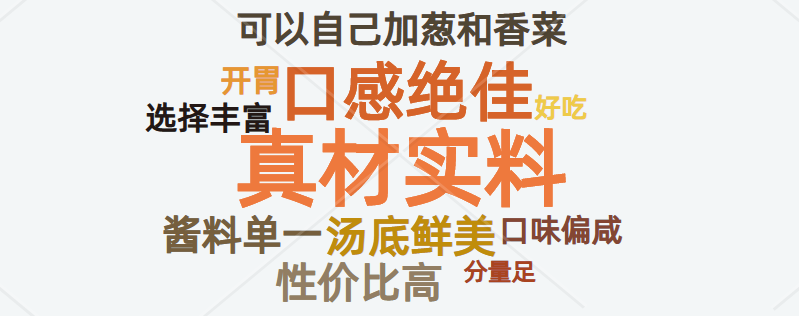 可以自己加葱和香菜
开胃
口感绝佳
好吃
选择丰富
真材实料
酱料单一
汤底鲜美
口味偏咸
性价比高
分量足